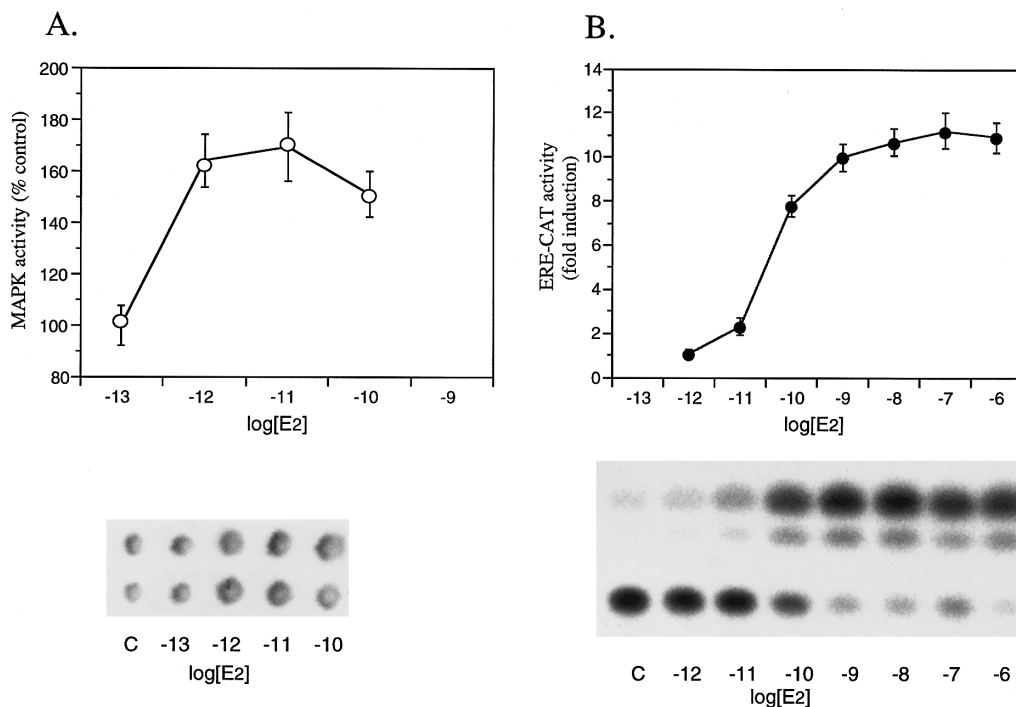 A.
MAPK activity (% control)
200
180
160
140
120
100
80
-13 -12 -11 -10 -9
log[E2]
C -13 -12 -11 -10
log[E2]
B.
ERE-CAT activity
(fold induction)
14
12
10
8
6
4
2
0
-13 -12 -11 -10 -9 -8 -7 -6
log[E2]
C -12 -11 -10 -9 -8 -7 -6
log[E2]